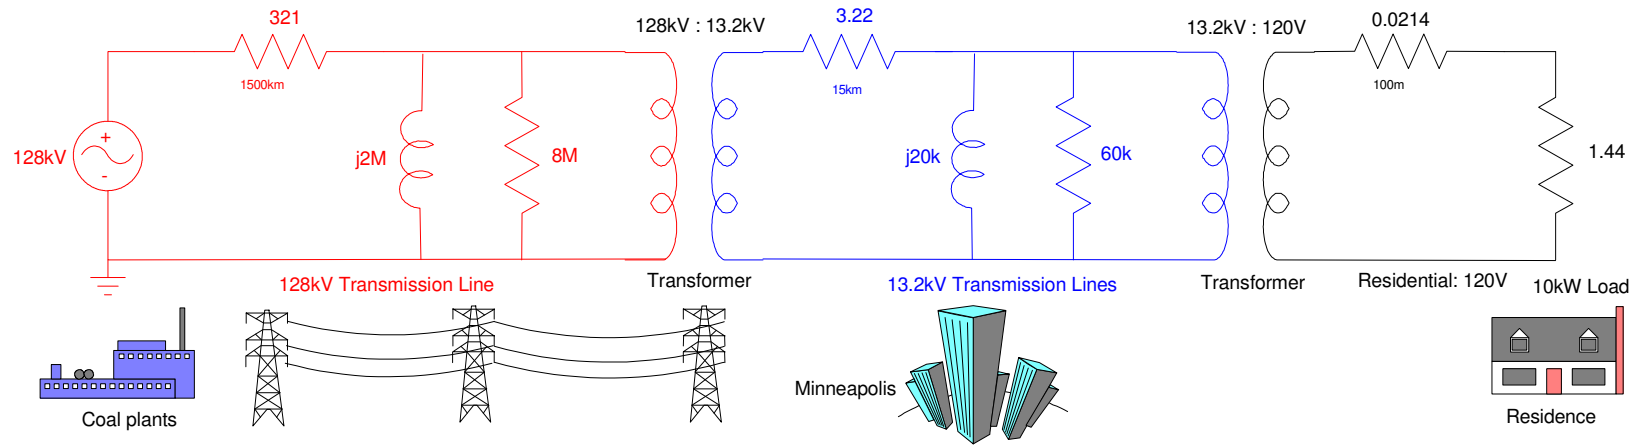 321
128kV : 13.2kV
3.22
13.2kV : 120V
0.0214
1500km
15km
100m
+
128kV
-
j2M
8M
j20k
60k
1.44
128kV Transmission Line
Transformer
13.2kV Transmission Lines
Transformer
Residential: 120V
10kW Load
Minneapolis
Coal plants
Residence